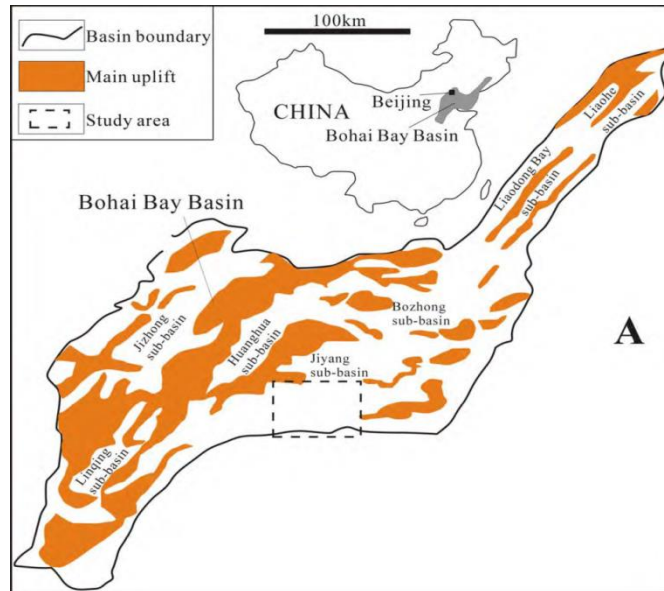 Basin boundary
Main uplift
Study area
100km
CHINA
Beijing
Bohai Bay Basin
Liaohe
sub-basin
Liaodong Bay
sub-basin
Bohai Bay Basin
Bozhong
sub-basin
Jizhong
sub-basin
Huanghua
sub-basin
Jiyang
sub-basin
A
Linqing
sub-basin